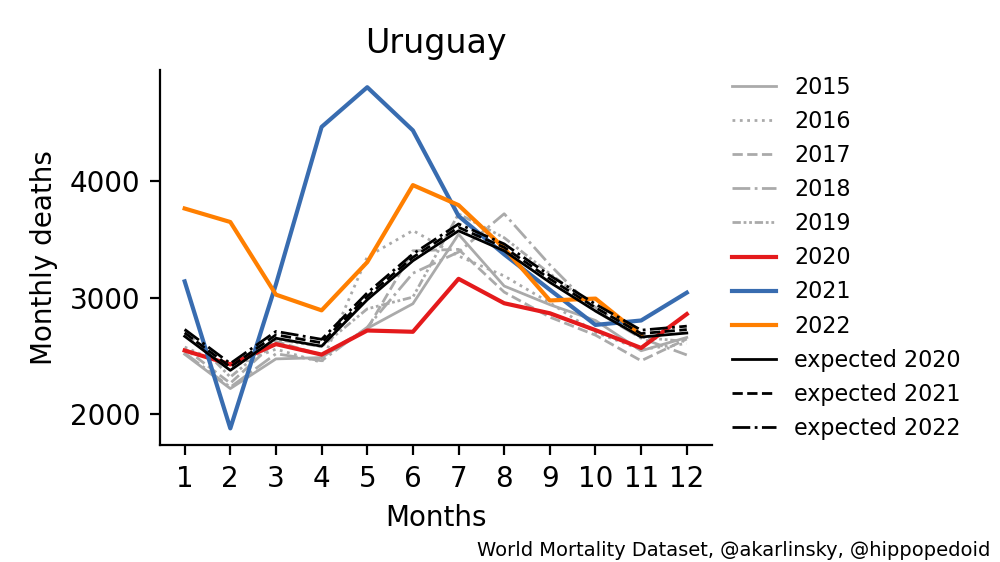 Uruguay
Monthly deaths
4000
3000
2000
1 2 3 4 5 6 7 8 9 10 11 12
Months
2015
2016
2017
2018
2019
2020
2021
2022
expected 2020
expected 2021
expected 2022
World Mortality Dataset, @akarlinsky, @hippopedoid